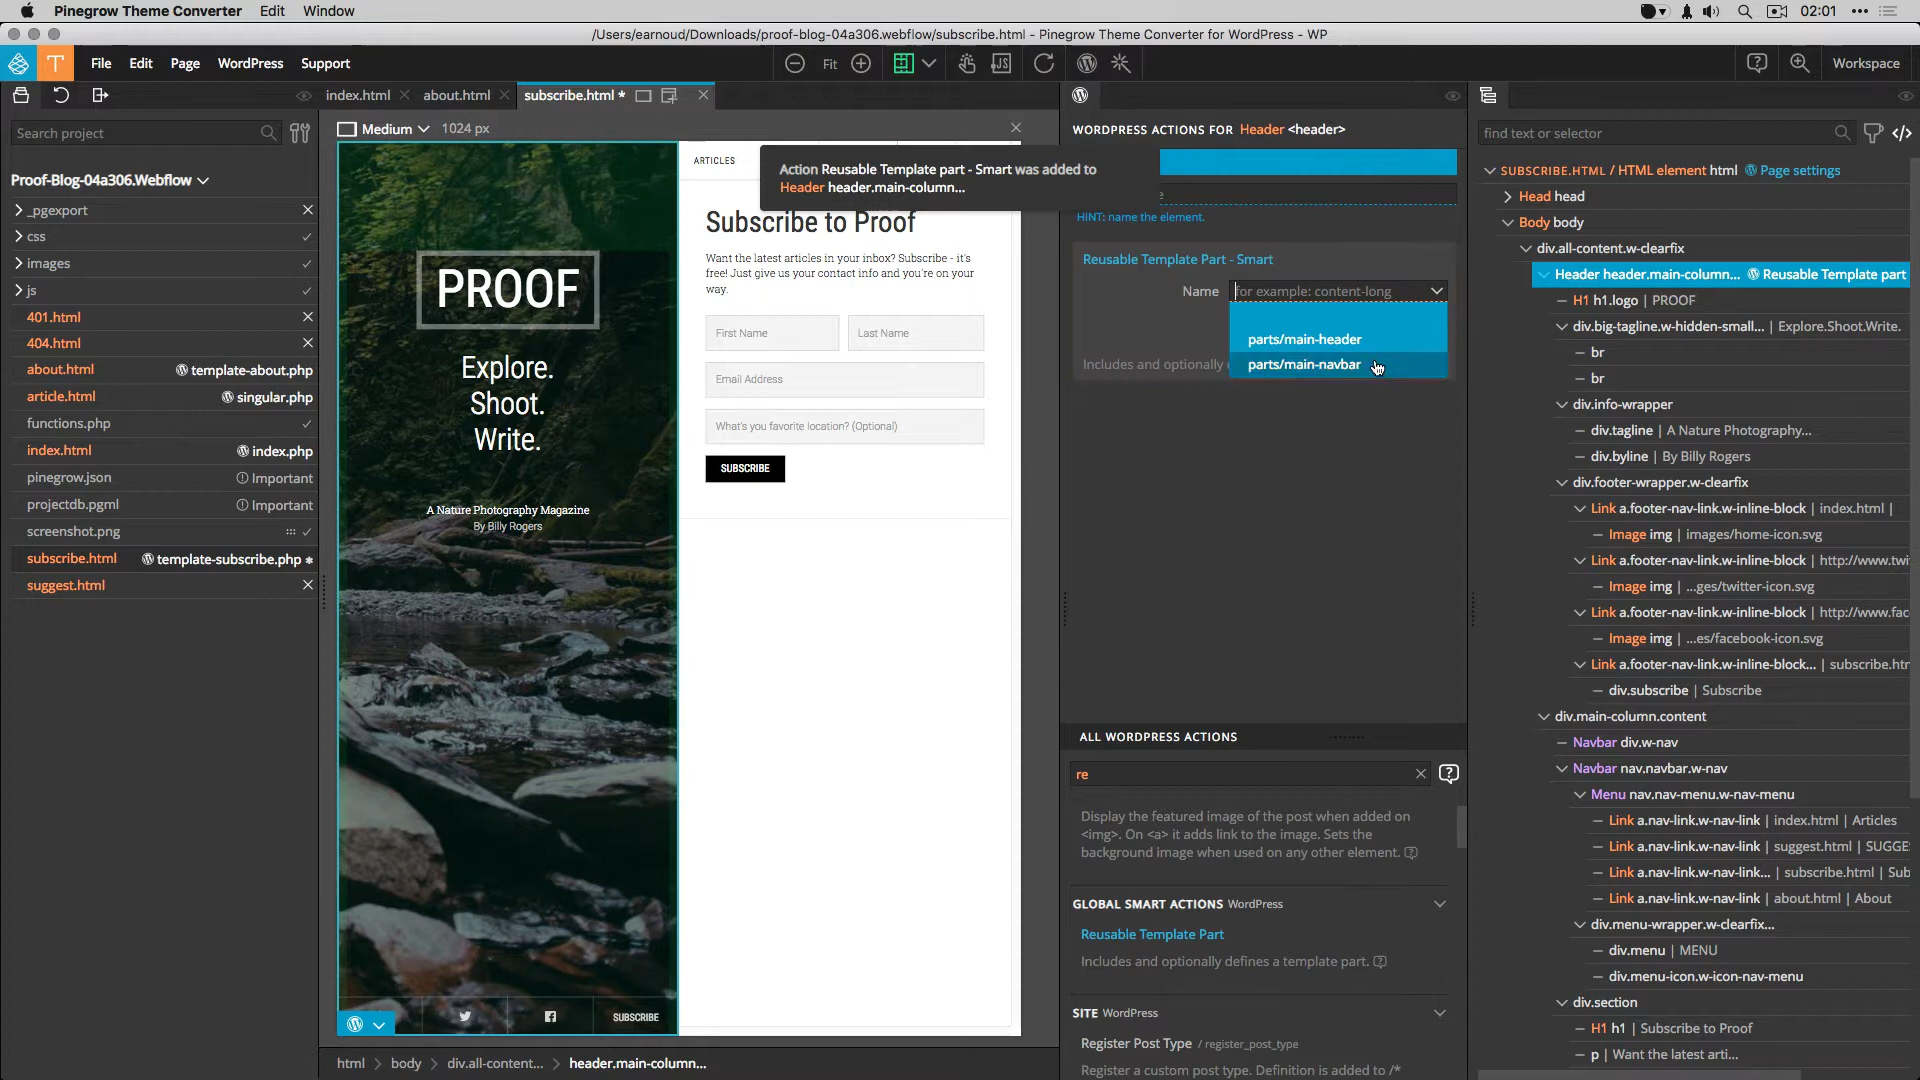 Pinegrow Theme Converter Edit Window 02:01
/Users/earnoud/Downloads/proof-blog-04a306.webflow/subscribe.html - Pinegrow Theme Converter for WordPress - WP
T File Edit Page WordPress Support Fit JS Workspace
index.html about.html subscribe.html *
Search project
Medium 1024 px
WORDPRESS ACTIONS FOR Header <header>
find text or selector
Proof-Blog-04a306.Webflow
_pgexport
css
images
js
401.html
404.html
about.html template-about.php
article.html singular.php
functions.php
index.html index.php
pinegrow.json Important
projectdb.pgml Important
screenshot.png
subscribe.html template-subscribe.php *
suggest.html
PROOF
Explore.
Shoot.
Write.
A Nature Photography Magazine
By Billy Rogers
SUBSCRIBE
ARTICLES
Action Reusable Template part - Smart was added to
Header header.main-column...
Subscribe to Proof
Want the latest articles in your inbox? Subscribe - it's
free! Just give us your contact info and you're on your
way.
First Name Last Name
Email Address
What's you favorite location? (Optional)
SUBSCRIBE
html body div.all-content... header.main-column...
HINT: name the element.
Reusable Template Part - Smart
Name for example: content-long
parts/main-header
parts/main-navbar
Includes and optionally
ALL WORDPRESS ACTIONS
re
Display the featured image of the post when added on
<img>. On <a> it adds link to the image. Sets the
background image when used on any other element.
GLOBAL SMART ACTIONS WordPress
Reusable Template Part
Includes and optionally defines a template part.
SITE WordPress
Register Post Type / register_post_type
Register a custom post type. Definition is added to /*
SUBSCRIBE.HTML / HTML element html Page settings
Head head
Body body
div.all-content.w-clearfix
Header header.main-column... Reusable Template part
H1 h1.logo | PROOF
div.big-tagline.w-hidden-small... | Explore.Shoot.Write.
br
br
div.info-wrapper
div.tagline | A Nature Photography...
div.byline | By Billy Rogers
div.footer-wrapper.w-clearfix
Link a.footer-nav-link.w-inline-block | index.html |
Image img | images/home-icon.svg
Link a.footer-nav-link.w-inline-block | http://www.twi
Image img | ...ges/twitter-icon.svg
Link a.footer-nav-link.w-inline-block | http://www.fac
Image img | ...es/facebook-icon.svg
Link a.footer-nav-link.w-inline-block... | subscribe.htr
div.subscribe | Subscribe
div.main-column.content
Navbar div.w-nav
Navbar nav.navbar.w-nav
Menu nav.nav-menu.w-nav-menu
Link a.nav-link.w-nav-link | index.html | Articles
Link a.nav-link.w-nav-link | suggest.html | SUGGE
Link a.nav-link.w-nav-link... | subscribe.html | Sub
Link a.nav-link.w-nav-link | about.html | About
div.menu-wrapper.w-clearfix...
div.menu | MENU
div.menu-icon.w-icon-nav-menu
div.section
H1 h1 | Subscribe to Proof
p | Want the latest arti...